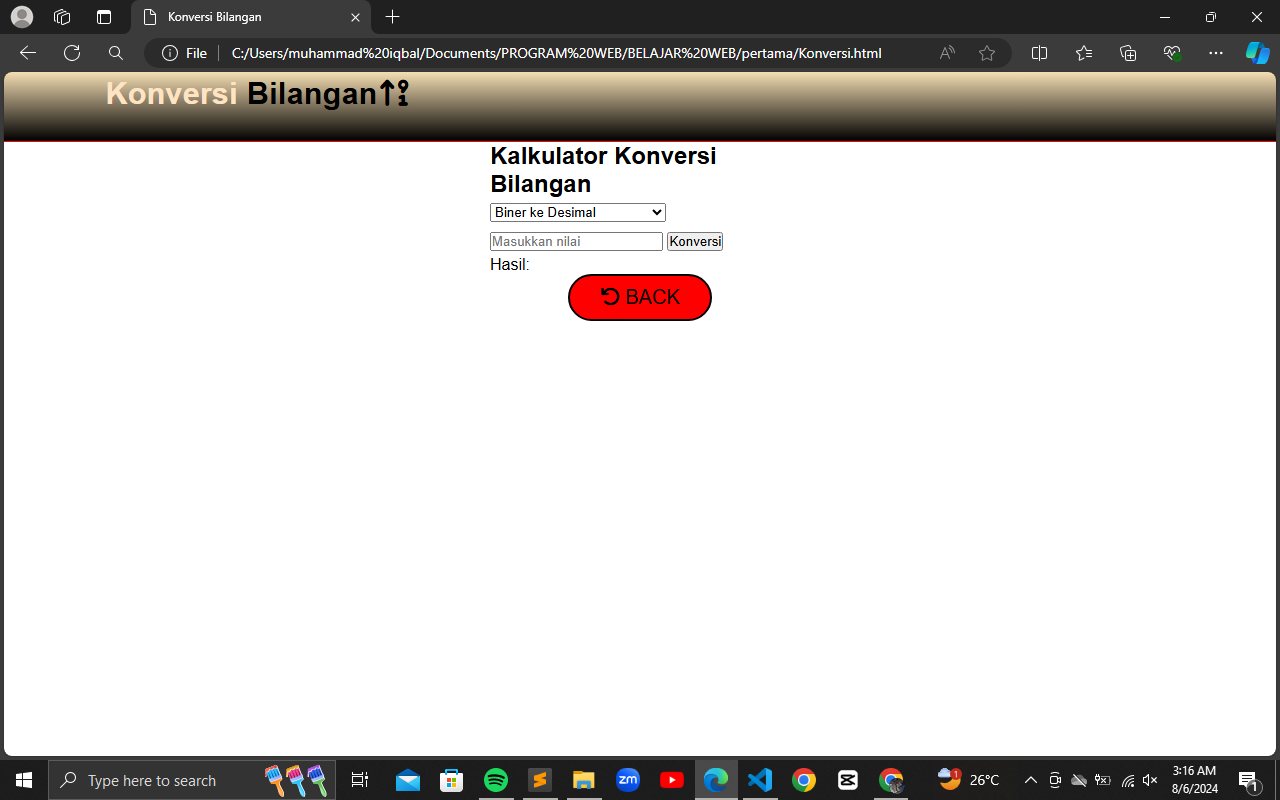 Konversi Bilangan
File
C:/Users/muhammad%20iqbal/Documents/PROGRAM%20WEB/BELAJAR%20WEB/pertama/Konversi.html
Konversi Bilangan
Kalkulator Konversi
Bilangan
Biner ke Desimal
Masukkan nilai Konversi
Hasil:
BACK
Type here to search
zm
1
26°C
3:16 AM
8/6/2024
1